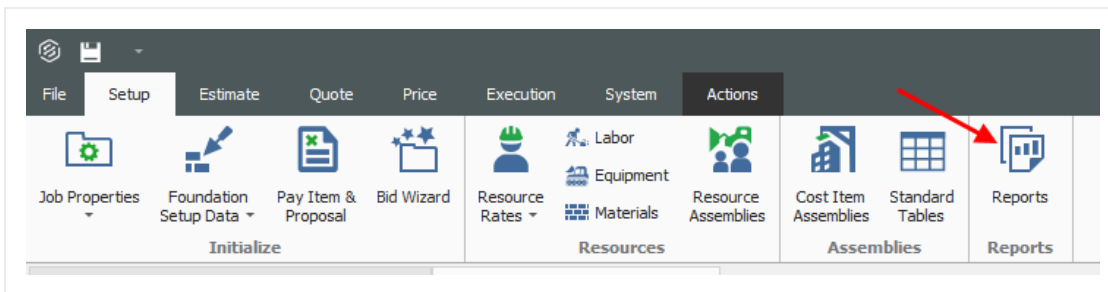 File Setup Estimate Quote Price Execution System Actions
Job Properties
Foundation
Setup Data
Pay Item &
Proposal
Bid Wizard
Resource
Rates
Labor
Equipment
Materials
Resource
Assemblies
Cost Item
Assemblies
Standard
Tables
Reports
Initialize Resources Assemblies Reports